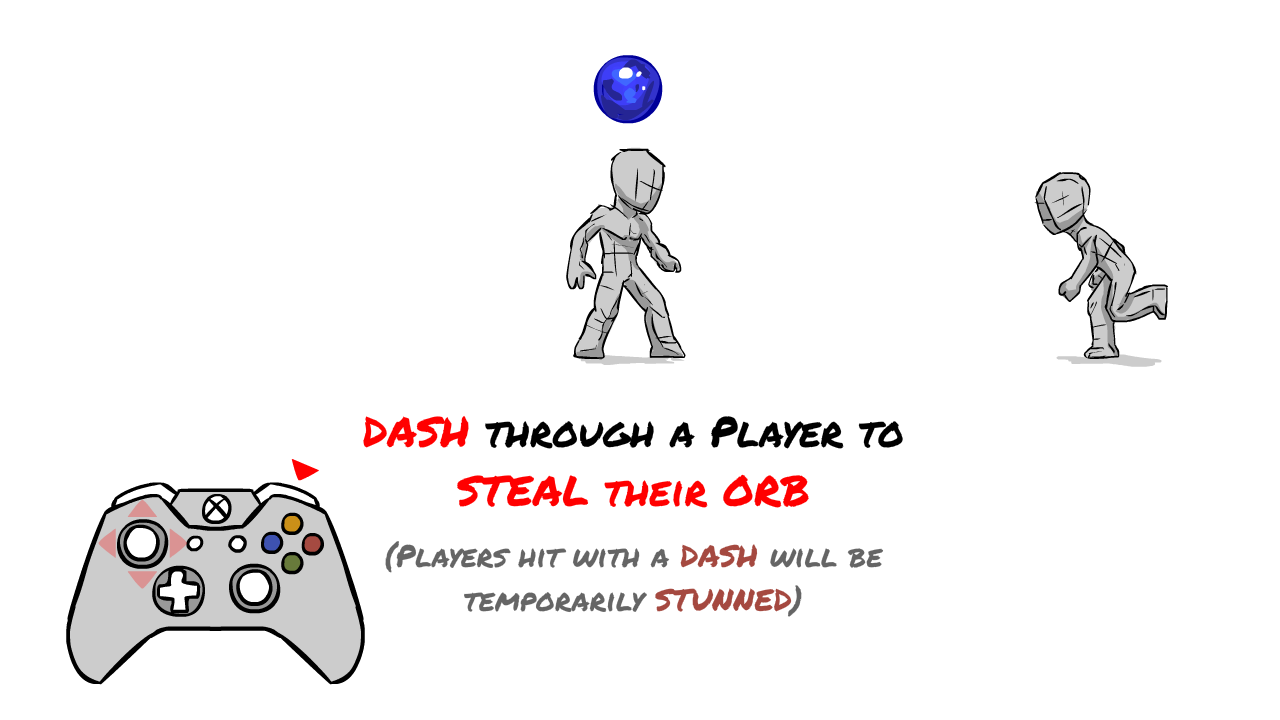 DASH THROUGH A PLAYER TO
STEAL THEIR ORB
(PLAYERS HIT WITH A DASH WILL BE
TEMPORARILY STUNNED)